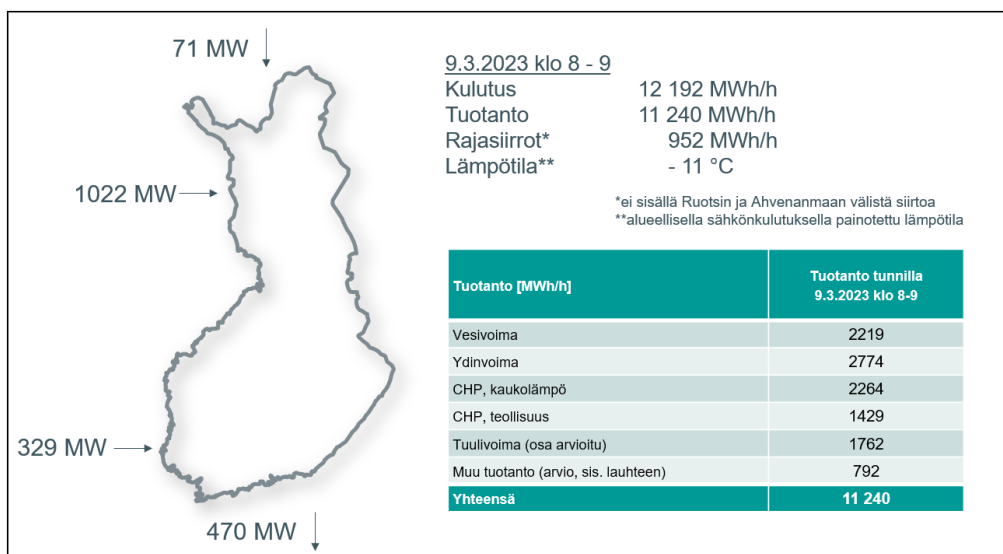 71 MW
1022 MW
329 MW
470 MW
9.3.2023 klo 8 - 9
Kulutus 12 192 MWh/h
Tuotanto 11 240 MWh/h
Rajasiirrot* 952 MWh/h
Lämpötila** - 11 °C
*ei sisällä Ruotsin ja Ahvenanmaan välistä siirtoa
**alueellisella sähkönkulutuksella painotettu lämpötila
Tuotanto [MWh/h] Tuotanto tunnilla
9.3.2023 klo 8-9
Vesivoima 2219
Ydinvoima 2774
CHP, kaukolämpö 2264
CHP, teollisuus 1429
Tuulivoima (osa arvioitu) 1762
Muu tuotanto (arvio, sis. lauhteen) 792
Yhteensä 11 240